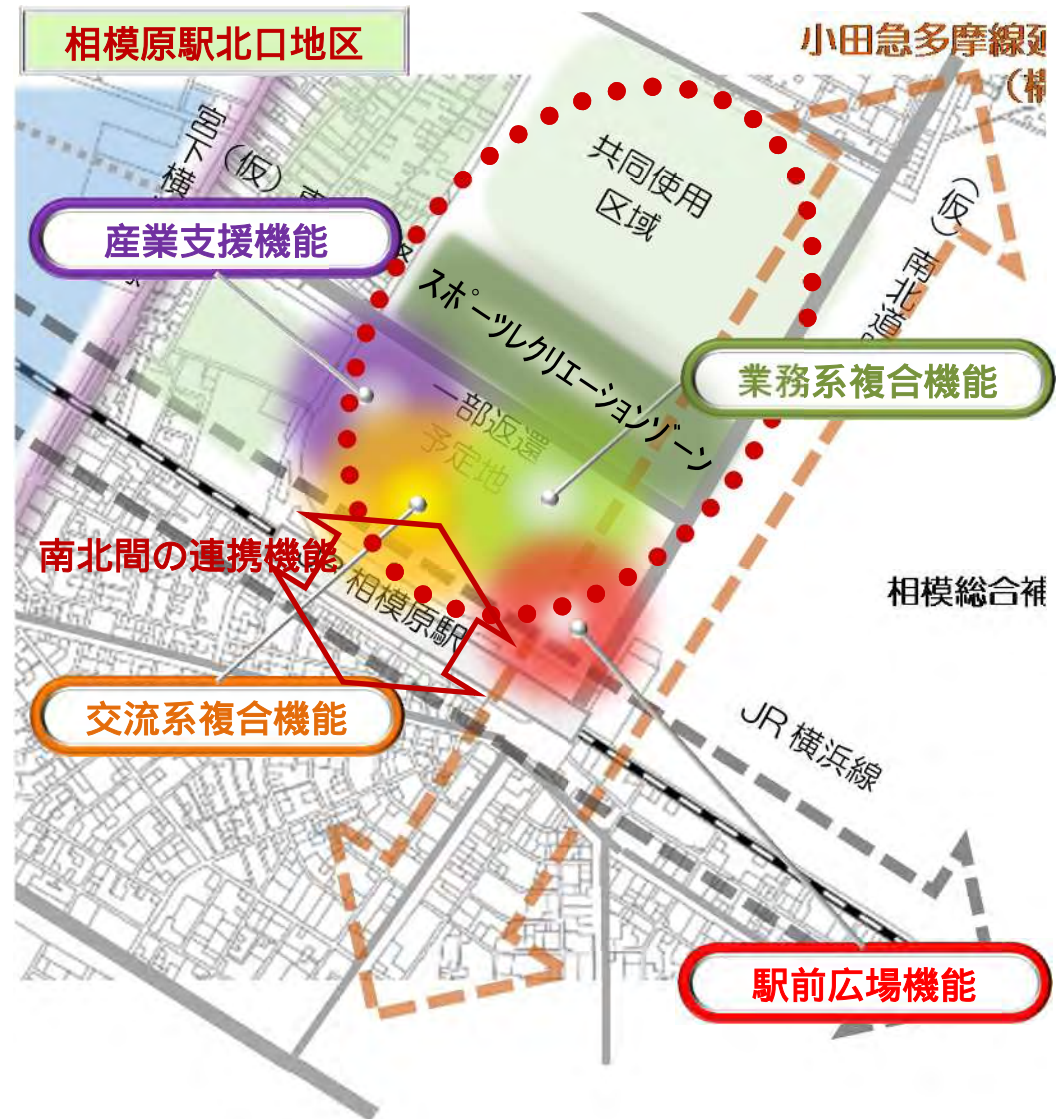 相模原駅北口地区
小田急多摩線
宮下横
(仮)
共同使用
区域
(仮) 南北道
産業支援機能
スポーツレクリエーションゾーン
業務系複合機能
一部返還
予定地
南北間の連携機能
相模原駅
相模総合補
交流系複合機能
JR 横浜線
駅前広場機能